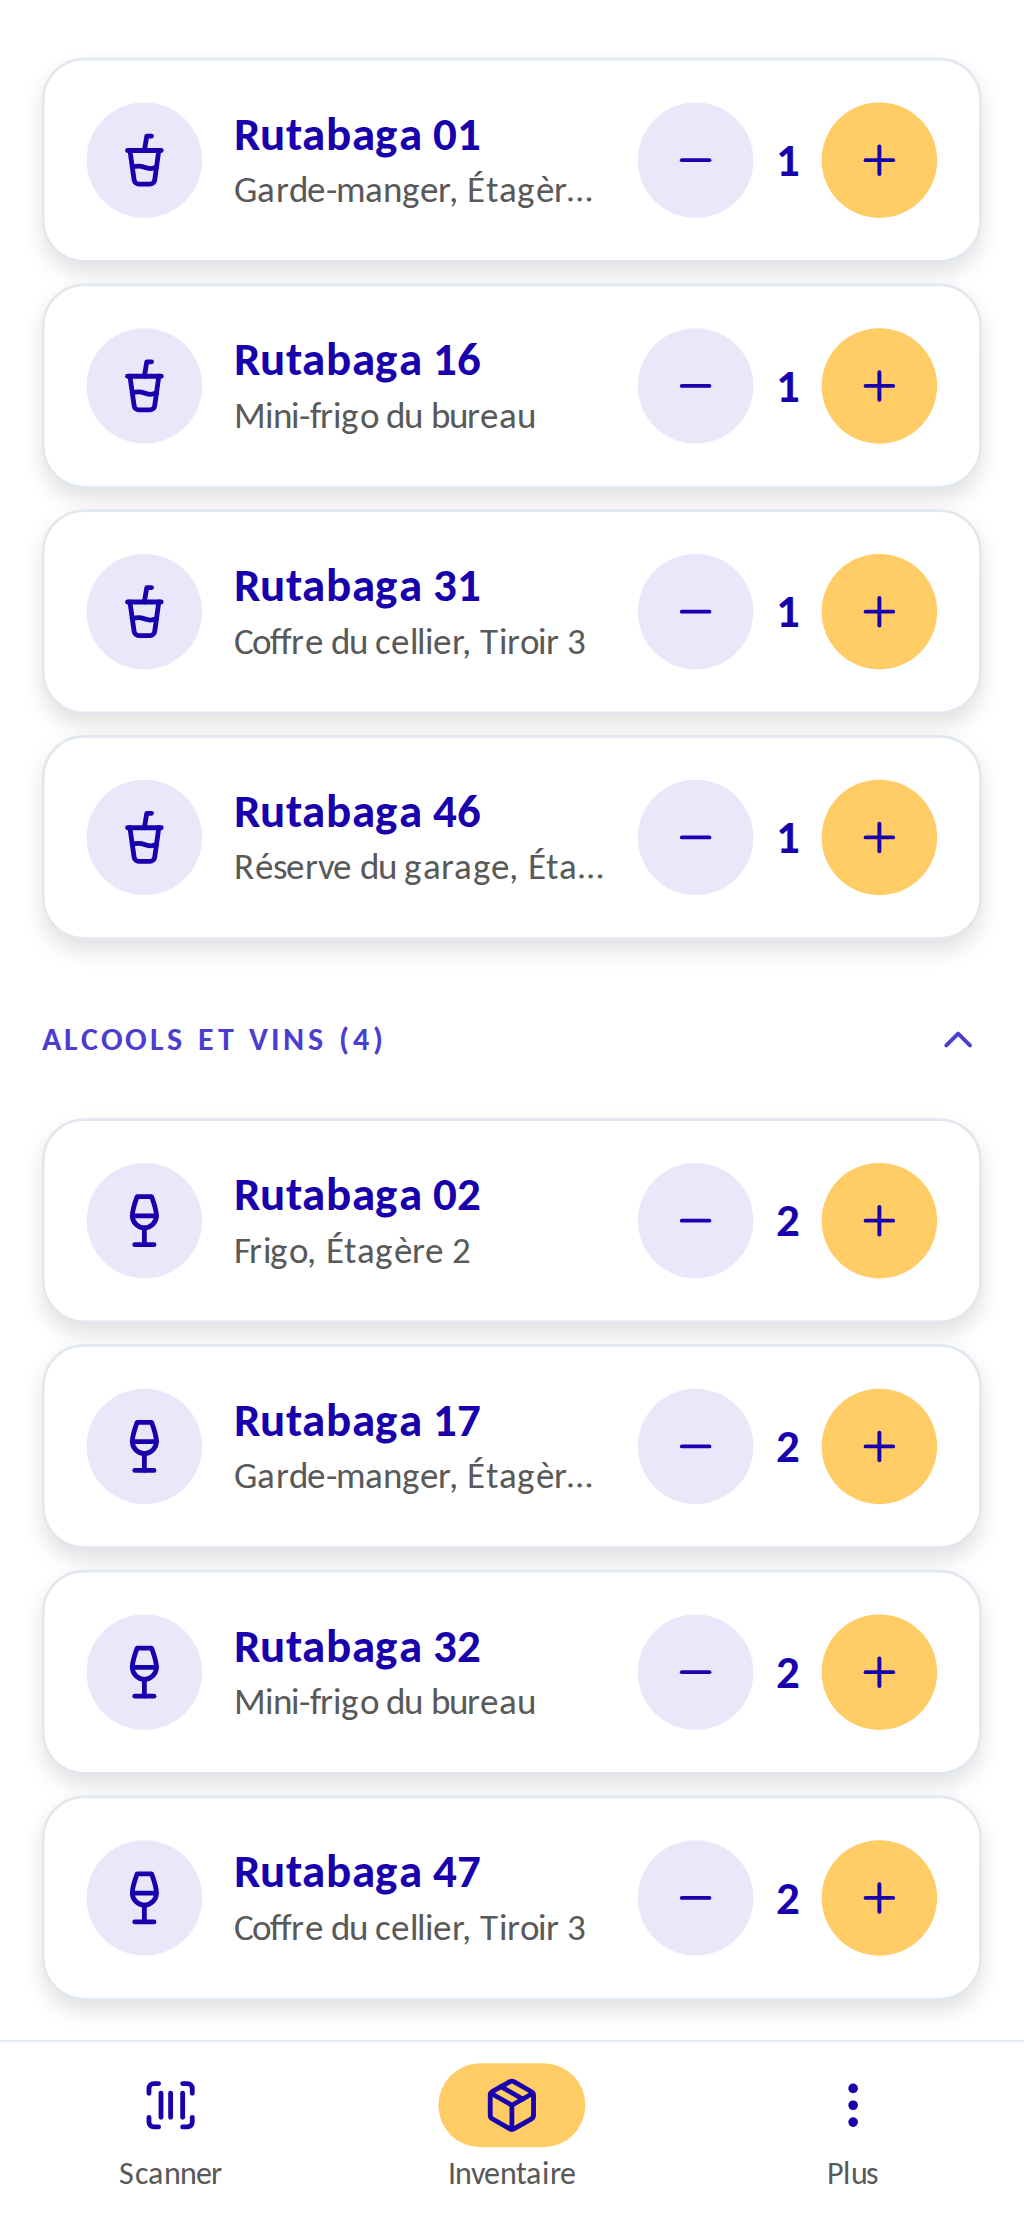 Rutabaga 01
Garde-manger, Étagèr...
1
Rutabaga 16
Mini-frigo du bureau
1
Rutabaga 31
Coffre du cellier, Tiroir 3
1
Rutabaga 46
Réserve du garage, Éta...
1
ALCOOLS ET VINS (4)
Rutabaga 02
Frigo, Étagère 2
2
Rutabaga 17
Garde-manger, Étagèr...
2
Rutabaga 32
Mini-frigo du bureau
2
Rutabaga 47
Coffre du cellier, Tiroir 3
2
Scanner
Inventaire
Plus